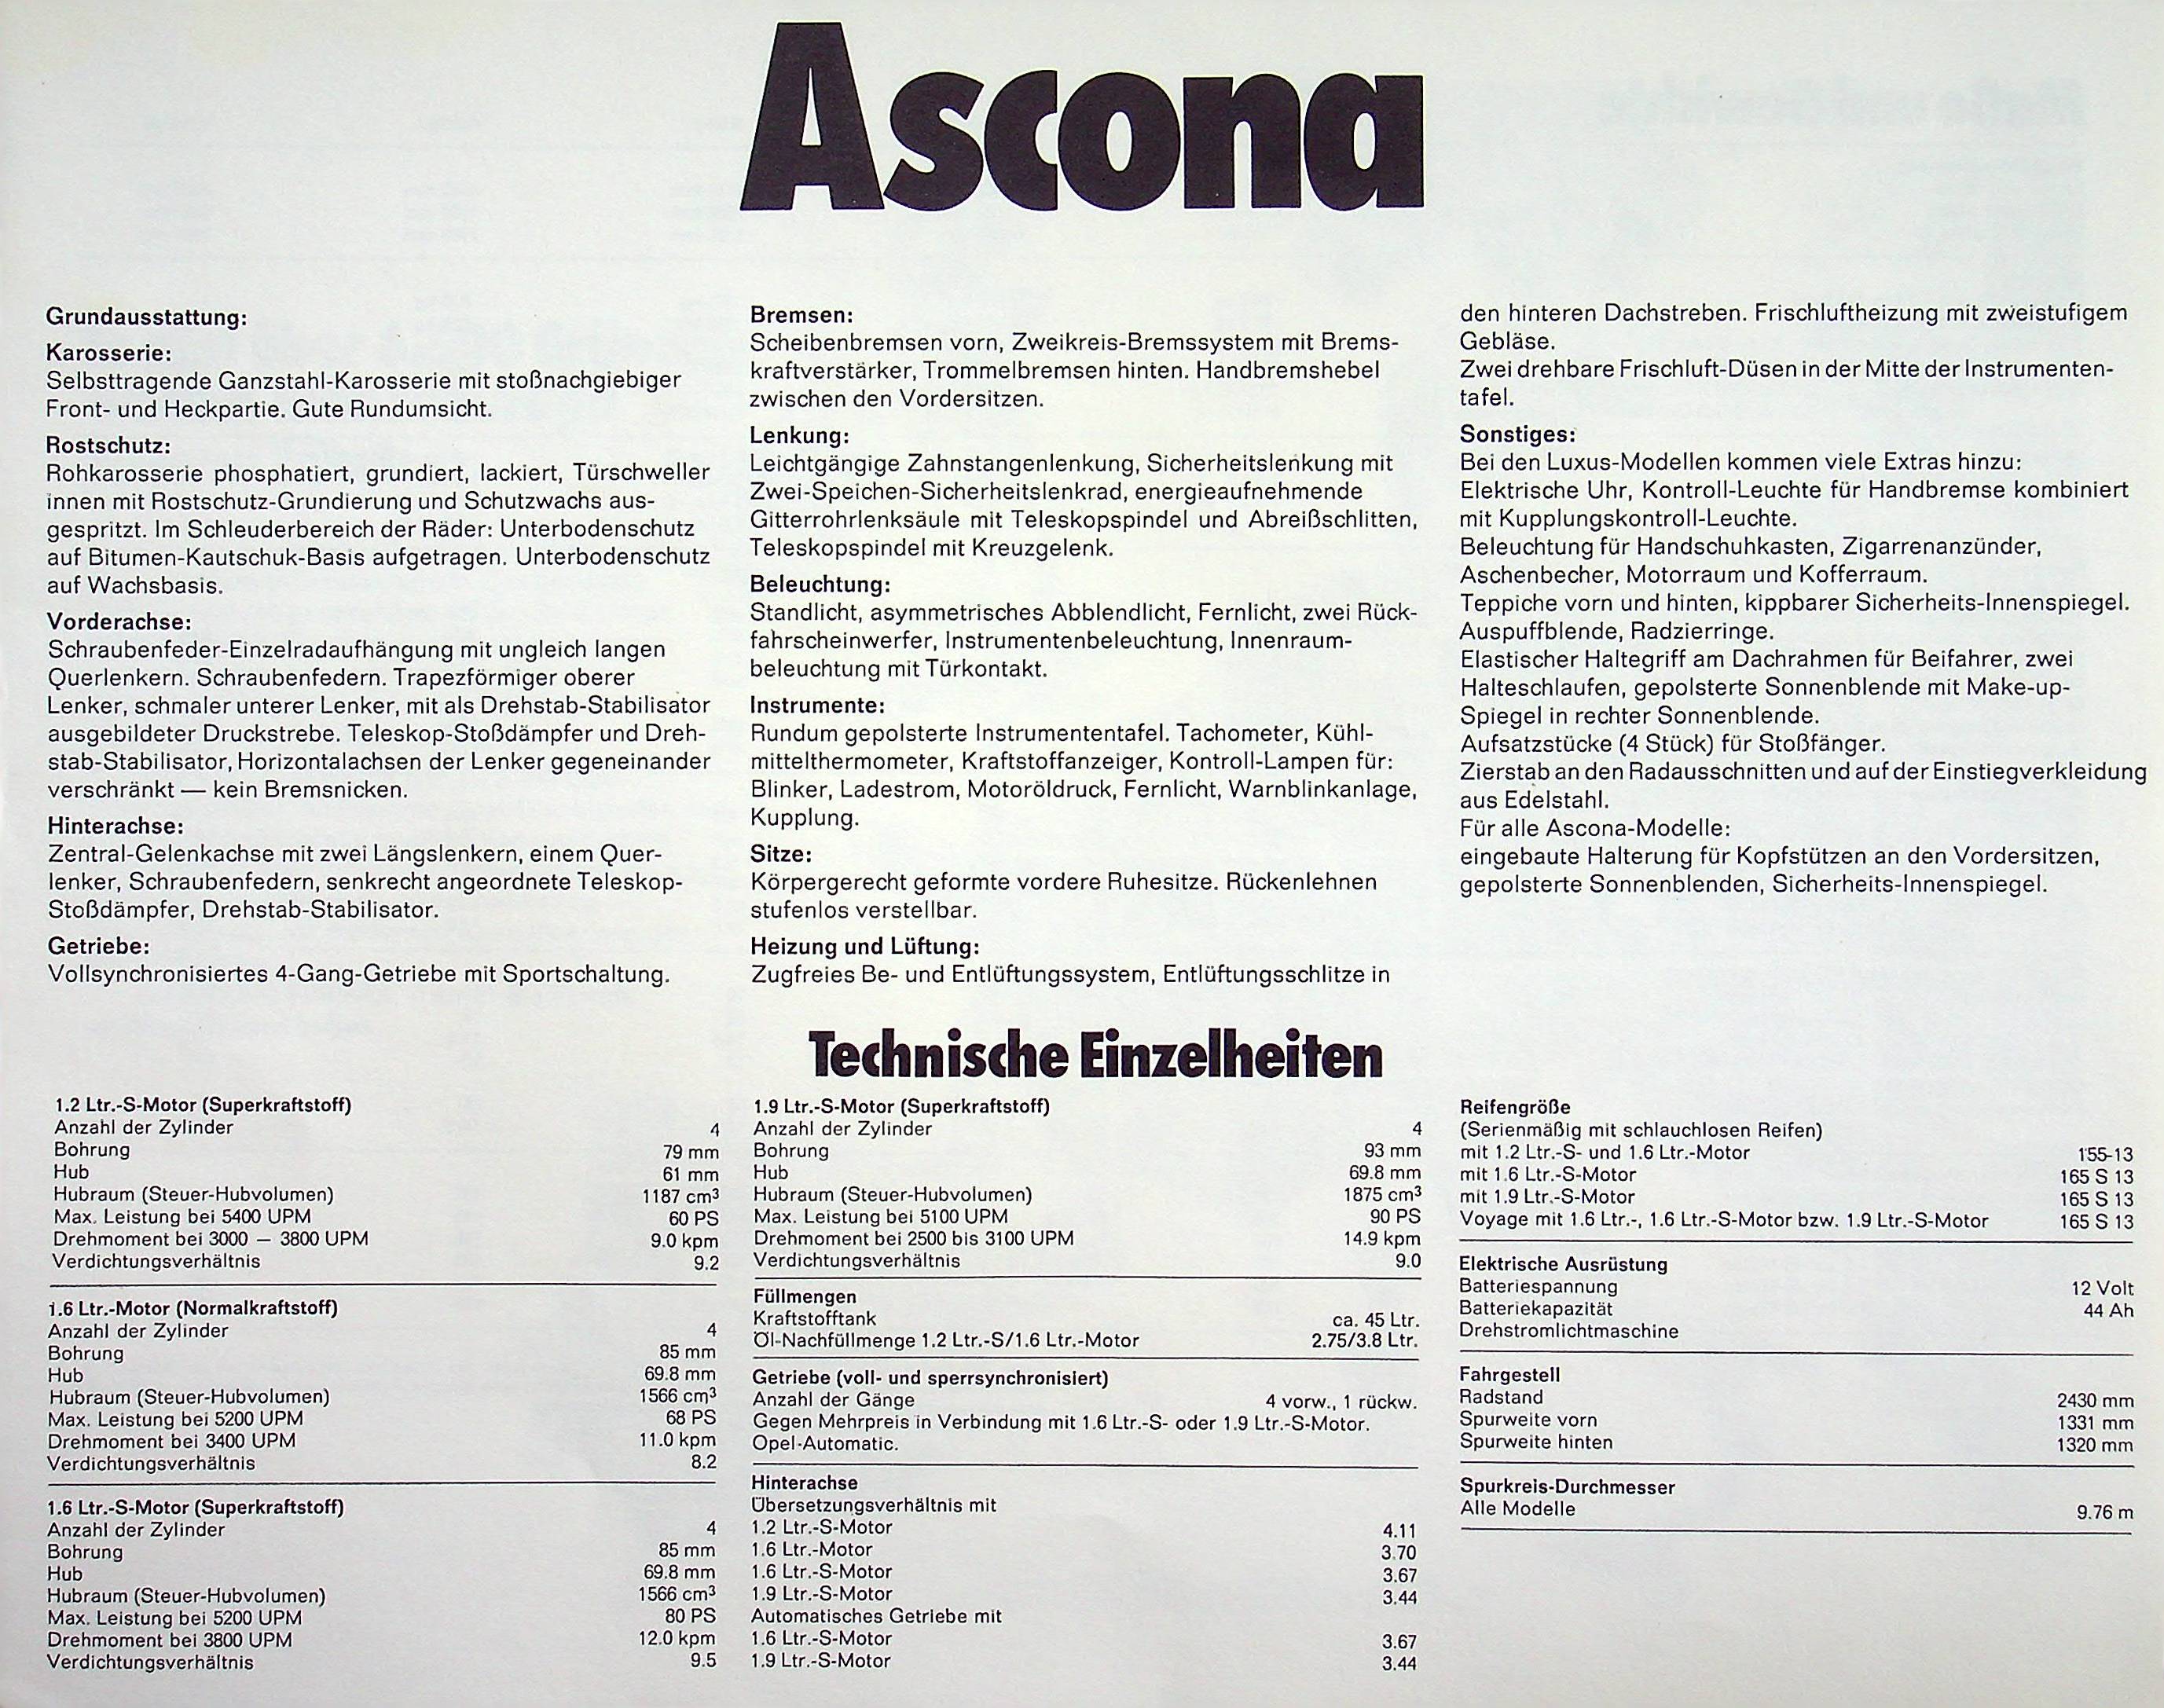 Ascona
Grundausstattung:
Karosserie:
Selbsttragende Ganzstahl-Karosserie mit stoßnachgiebiger
Front- und Heckpartie. Gute Rundumsicht.
Rostschutz:
Rohkarosserie phosphatiert, grundiert, lackiert, Türschweller
innen mit Rostschutz-Grundierung und Schutzwachs aus-
gespritzt. Im Schleuderbereich der Räder: Unterbodenschutz
auf Bitumen-Kautschuk-Basis aufgetragen. Unterbodenschutz
auf Wachsbasis.
Vorderachse:
Schraubenfeder-Einzelradaufhängung mit ungleich langen
Querlenkern. Schraubenfedern. Trapezförmiger oberer
Lenker, schmaler unterer Lenker, mit als Drehstab-Stabilisator
ausgebildeter Druckstrebe. Teleskop-Stoßdämpfer und Dreh-
stab-Stabilisator, Horizontalachsen der Lenker gegeneinander
verschränkt — kein Bremsnicken.
Hinterachse:
Zentral-Gelenkachse mit zwei Längslenkern, einem Quer-
lenker, Schraubenfedern, senkrecht angeordnete Teleskop-
Stoßdämpfer, Drehstab-Stabilisator.
Getriebe:
Vollsynchronisiertes 4-Gang-Getriebe mit Sportschaltung.
Bremsen:
Scheibenbremsen vorn, Zweikreis-Bremssystem mit Brems-
kraftverstärker, Trommelbremsen hinten. Handbremshebel
zwischen den Vordersitzen.
Lenkung:
Leichtgängige Zahnstangenlenkung, Sicherheitslenkung mit
Zwei-Speichen-Sicherheitslenkrad, energieaufnehmende
Gitterrohrlenksäule mit Teleskopspindel und Abreißschlitten,
Teleskopspindel mit Kreuzgelenk.
Beleuchtung:
Standlicht, asymmetrisches Abblendlicht, Fernlicht, zwei Rück-
fahrscheinwerfer, Instrumentenbeleuchtung, Innenraum-
beleuchtung mit Türkontakt.
Instrumente:
Rundum gepolsterte Instrumententafel. Tachometer, Kühl-
mittelthermometer, Kraftstoffanzeiger, Kontroll-Lampen für:
Blinker, Ladestrom, Motoröldruck, Fernlicht, Warnblinkanlage,
Kupplung.
Sitze:
Körpergerecht geformte vordere Ruhesitze. Rückenlehnen
stufenlos verstellbar.
Heizung und Lüftung:
Zugfreies Be- und Entlüftungssystem, Entlüftungsschlitze in
den hinteren Dachstreben. Frischluftheizung mit zweistufigem
Gebläse.
Zwei drehbare Frischluft-Düsen in der Mitte der Instrumenten-
tafel.
Sonstiges:
Bei den Luxus-Modellen kommen viele Extras hinzu:
Elektrische Uhr, Kontroll-Leuchte für Handbremse kombiniert
mit Kupplungskontroll-Leuchte.
Beleuchtung für Handschuhkasten, Zigarrenanzünder,
Aschenbecher, Motorraum und Kofferraum.
Teppiche vorn und hinten, kippbarer Sicherheits-Innenspiegel.
Auspuffblende, Radzierringe.
Elastischer Haltegriff am Dachrahmen für Beifahrer, zwei
Halteschlaufen, gepolsterte Sonnenblende mit Make-up-
Spiegel in rechter Sonnenblende.
Aufsatzstücke (4 Stück) für Stoßfänger.
Zierstab an den Radausschnitten und auf der Einstiegverkleidung
aus Edelstahl.
Für alle Ascona-Modelle:
eingebaute Halterung für Kopfstützen an den Vordersitzen,
gepolsterte Sonnenblenden, Sicherheits-Innenspiegel.
Technische Einzelheiten
1.2 Ltr.-S-Motor (Superkraftstoff)
Anzahl der Zylinder 4
Bohrung 79 mm
Hub 61 mm
Hubraum (Steuer-Hubvolumen) 1187 cm³
Max. Leistung bei 5400 UPM 60 PS
Drehmoment bei 3000 — 3800 UPM 9.0 kpm
Verdichtungsverhältnis 9.2
1.6 Ltr.-Motor (Normalkraftstoff)
Anzahl der Zylinder 4
Bohrung 85 mm
Hub 69.8 mm
Hubraum (Steuer-Hubvolumen) 1566 cm³
Max. Leistung bei 5200 UPM 68 PS
Drehmoment bei 3400 UPM 11.0 kpm
Verdichtungsverhältnis 8.2
1.6 Ltr.-S-Motor (Superkraftstoff)
Anzahl der Zylinder 4
Bohrung 85 mm
Hub 69.8 mm
Hubraum (Steuer-Hubvolumen) 1566 cm³
Max. Leistung bei 5200 UPM 80 PS
Drehmoment bei 3800 UPM 12.0 kpm
Verdichtungsverhältnis 9.5
1.9 Ltr.-S-Motor (Superkraftstoff)
Anzahl der Zylinder 4
Bohrung 93 mm
Hub 69.8 mm
Hubraum (Steuer-Hubvolumen) 1875 cm³
Max. Leistung bei 5100 UPM 90 PS
Drehmoment bei 2500 bis 3100 UPM 14.9 kpm
Verdichtungsverhältnis 9.0
Füllmengen
Kraftstofftank ca. 45 Ltr.
Öl-Nachfüllmenge 1.2 Ltr.-S/1.6 Ltr.-Motor 2.75/3.8 Ltr.
Getriebe (voll- und sperrsynchronisiert)
Anzahl der Gänge 4 vorw., 1 rückw.
Gegen Mehrpreis in Verbindung mit 1.6 Ltr.-S- oder 1.9 Ltr.-S-Motor.
Opel-Automatic.
Hinterachse
Übersetzungsverhältnis mit
1.2 Ltr.-S-Motor 4.11
1.6 Ltr.-Motor 3.70
1.6 Ltr.-S-Motor 3.67
1.9 Ltr.-S-Motor 3.44
Automatisches Getriebe mit
1.6 Ltr.-S-Motor 3.67
1.9 Ltr.-S-Motor 3.44
Reifengröße
(Serienmäßig mit schlauchlosen Reifen)
mit 1.2 Ltr.-S- und 1.6 Ltr.-Motor 155-13
mit 1.6 Ltr.-S-Motor 165 S 13
mit 1.9 Ltr.-S-Motor 165 S 13
Voyage mit 1.6 Ltr.-, 1.6 Ltr.-S-Motor bzw. 1.9 Ltr.-S-Motor 165 S 13
Elektrische Ausrüstung
Batteriespannung 12 Volt
Batteriekapazität 44 Ah
Drehstromlichtmaschine
Fahrgestell
Radstand 2430 mm
Spurweite vorn 1331 mm
Spurweite hinten 1320 mm
Spurkreis-Durchmesser
Alle Modelle 9.76 m